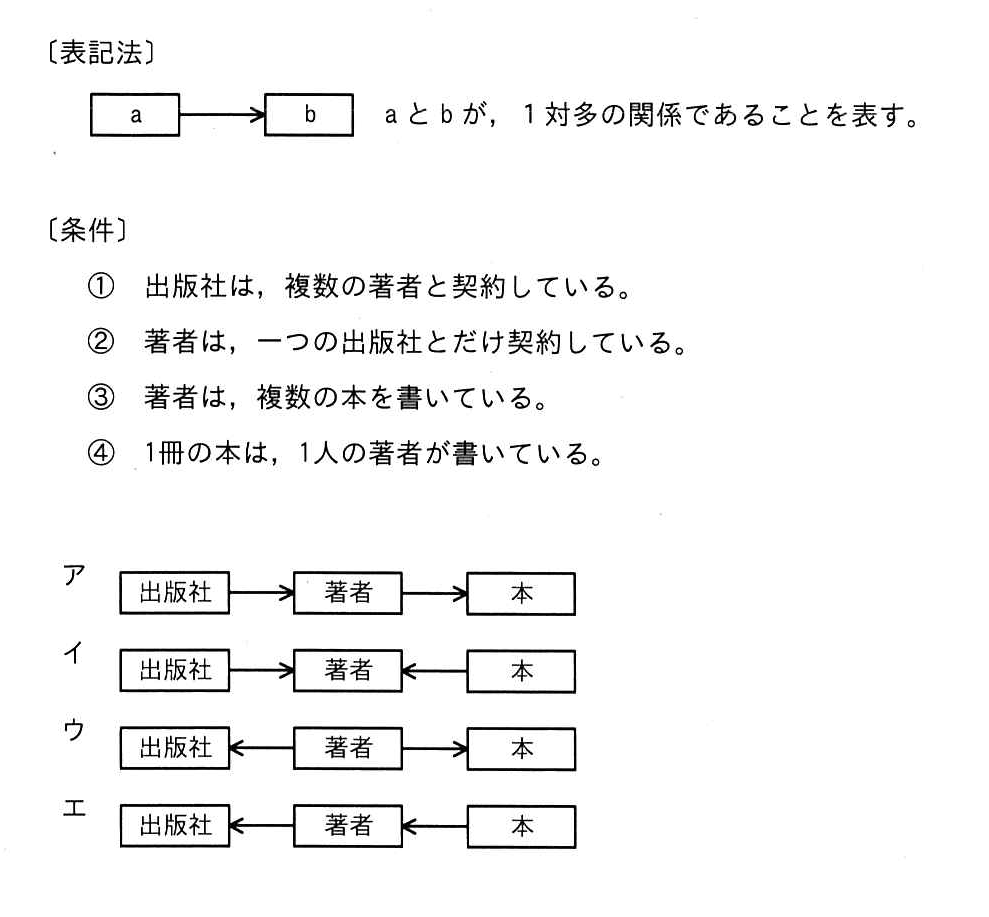 〔表記法〕
a b aとbが，1対多の関係であることを表す。
〔条件〕
① 出版社は，複数の著者と契約している。
② 著者は，一つの出版社とだけ契約している。
③ 著者は，複数の本を書いている。
④ 1冊の本は，1人の著者が書いている。
ア 出版社 著者 本
イ 出版社 著者 本
ウ 出版社 著者 本
エ 出版社 著者 本